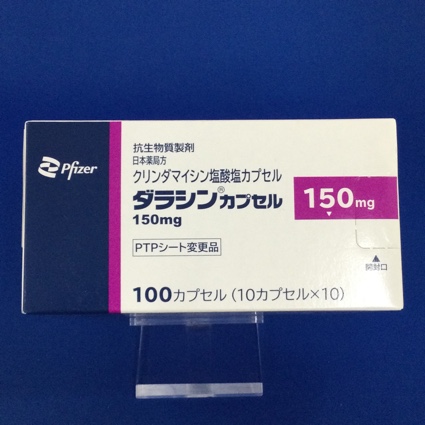 Pfizer
抗生物質製剤
日本薬局方
クリンダマイシン塩酸塩カプセル
ダラシン®カプセル
150mg
150mg
▼
PTPシート変更品
▲
開封口
100カプセル(10カプセル×10)